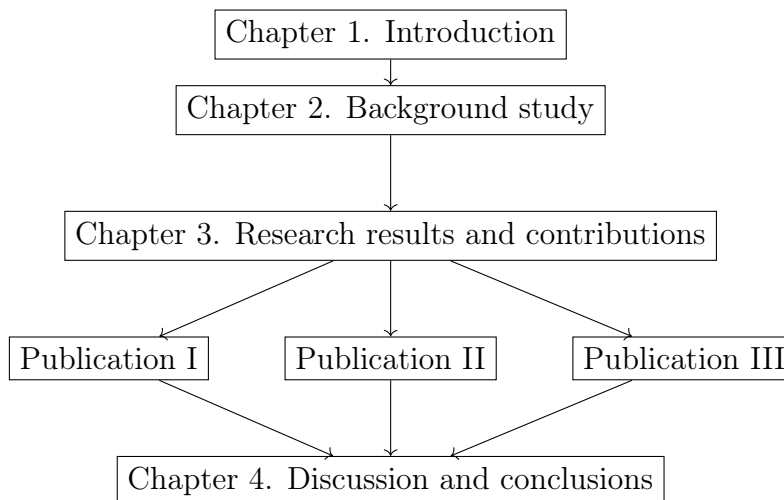 Chapter 1. Introduction
Chapter 2. Background study
Chapter 3. Research results and contributions
Publication I
Publication II
Publication III
Chapter 4. Discussion and conclusions